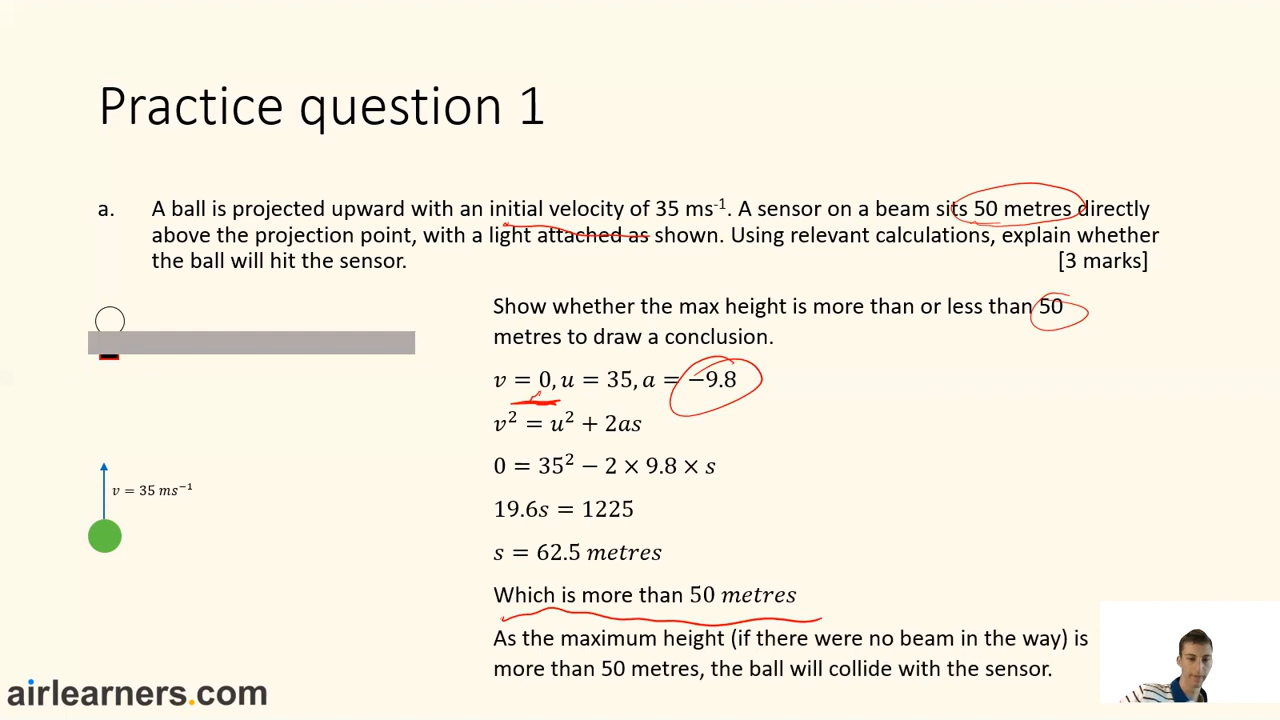 Practice question 1
a. A ball is projected upward with an initial velocity of 35 ms⁻¹. A sensor on a beam sits 50 metres directly
above the projection point, with a light attached as shown. Using relevant calculations, explain whether
the ball will hit the sensor. [3 marks]
Show whether the max height is more than or less than 50
metres to draw a conclusion.
v = 0, u = 35, a = −9.8
v² = u² + 2as
0 = 35² − 2 × 9.8 × s
v = 35 ms⁻¹
19.6s = 1225
s = 62.5 metres
Which is more than 50 metres
As the maximum height (if there were no beam in the way) is
more than 50 metres, the ball will collide with the sensor.
airlearners.com